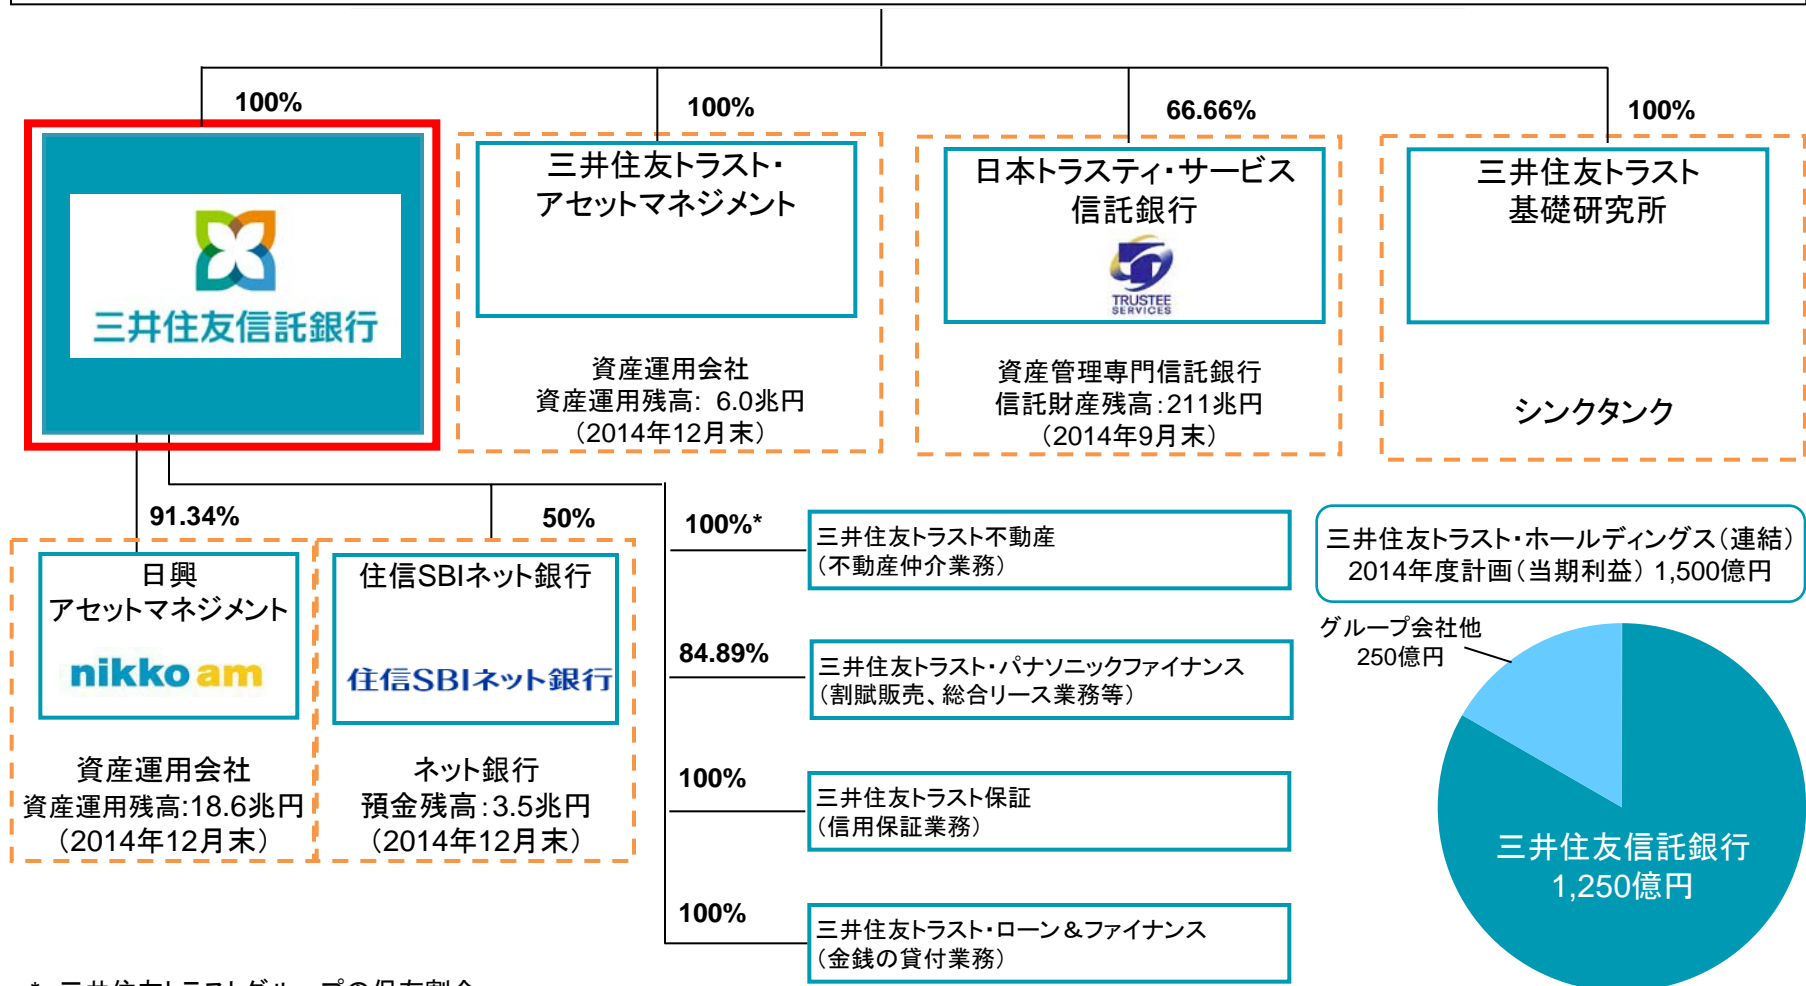 100%
100%
66.66%
100%
三井住友信託銀行
三井住友トラスト・
アセットマネジメント
資産運用会社
資産運用残高: 6.0兆円
（2014年12月末）
日本トラスティ・サービス
信託銀行
TRUSTEE
SERVICES
資産管理専門信託銀行
信託財産残高：211兆円
（2014年9月末）
三井住友トラスト
基礎研究所
シンクタンク
91.34%
50%
日興
アセットマネジメント
nikko am
資産運用会社
資産運用残高:18.6兆円
（2014年12月末）
住信SBIネット銀行
住信SBIネット銀行
ネット銀行
預金残高：3.5兆円
（2014年12月末）
100%*
三井住友トラスト不動産
（不動産仲介業務）
84.89%
三井住友トラスト・パナソニックファイナンス
（割賦販売、総合リース業務等）
100%
三井住友トラスト保証
（信用保証業務）
100%
三井住友トラスト・ローン＆ファイナンス
（金銭の貸付業務）
三井住友トラスト・ホールディングス（連結）
2014年度計画（当期利益） 1,500億円
グループ会社他
250億円
三井住友信託銀行
1,250億円
* 三井住友トラストグループの保有割合